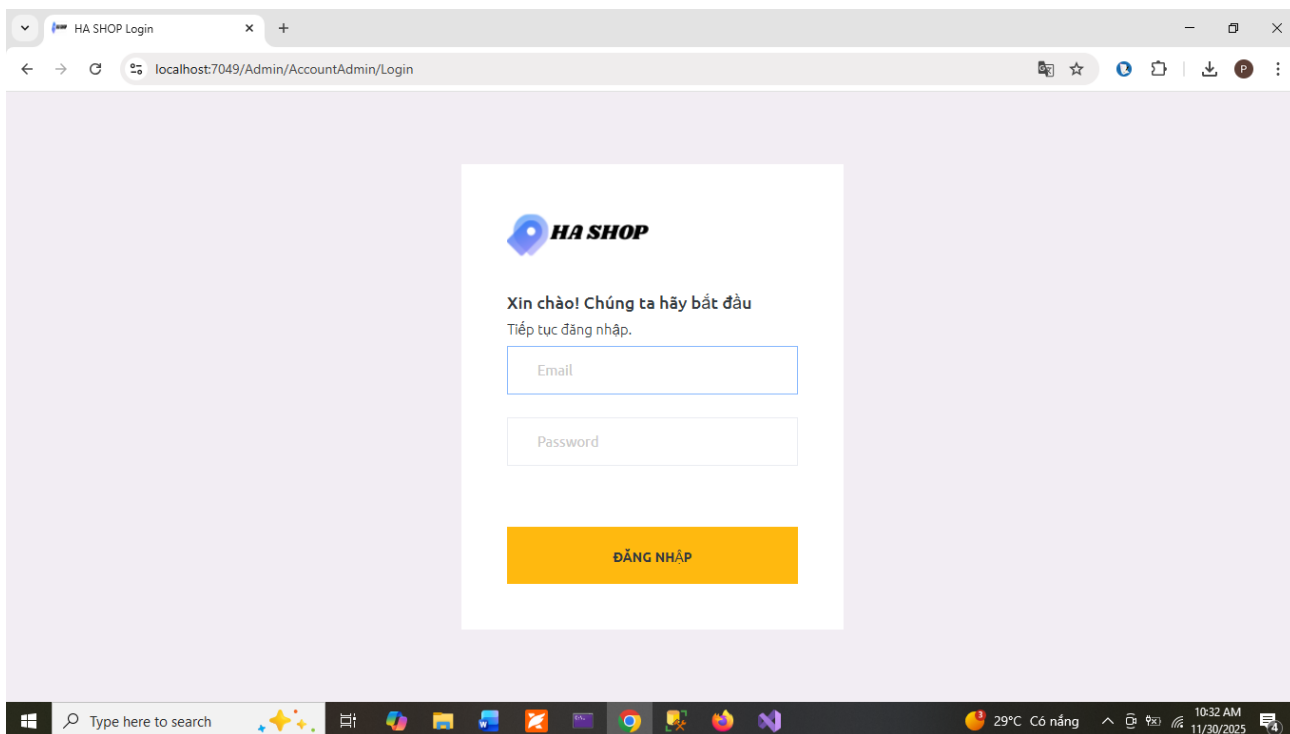 HA SHOP Login
localhost:7049/Admin/AccountAdmin/Login
P
HA SHOP
Xin chào! Chúng ta hãy bắt đầu
Tiếp tục đăng nhập.
Email
Password
ĐĂNG NHẬP
Type here to search
3
29°C Có nắng
10:32 AM
11/30/2025
4